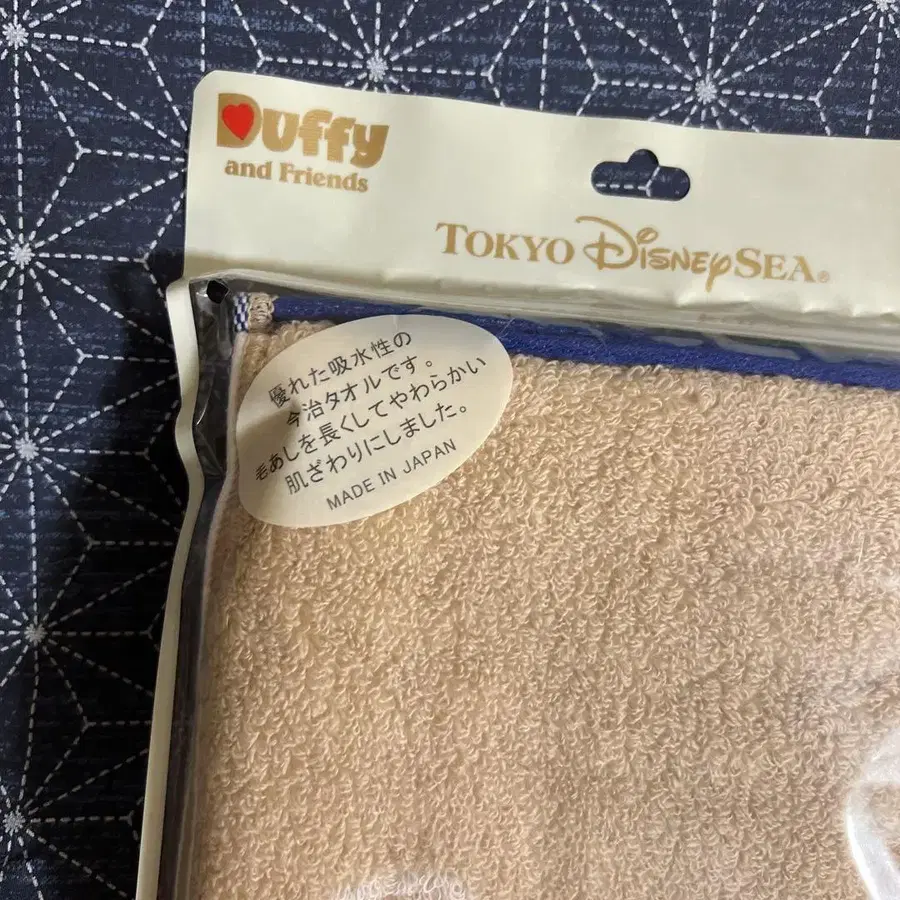 Duffy
and Friends
TOKYO DISNEYSEA®
優れた吸水性の
今治タオルです。
毛あしを長くしてやわらかい
肌ざわりにしました。
MADE IN JAPAN